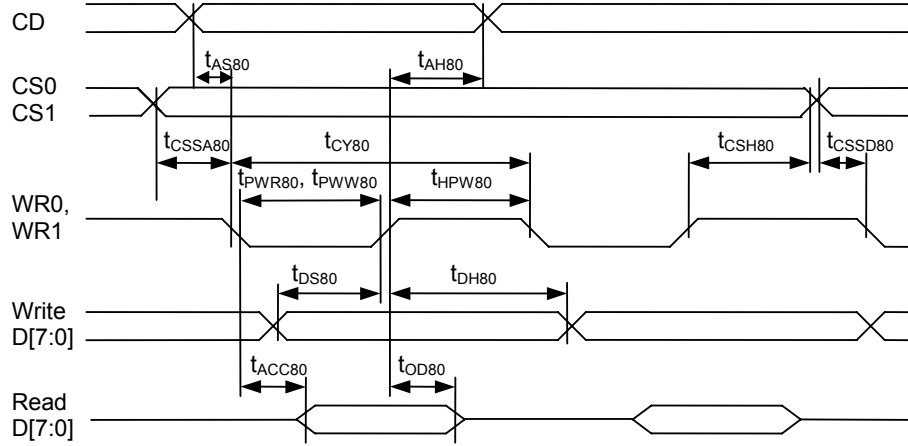 CD
tAS80 tAH80
CS0
CS1
tCSSA80 tCY80 tCSH80 tCSSD80
tPWR80, tPWW80 tHPW80
WR0,
WR1
tDS80 tDH80
Write
D[7:0]
tACC80 tOD80
Read
D[7:0]